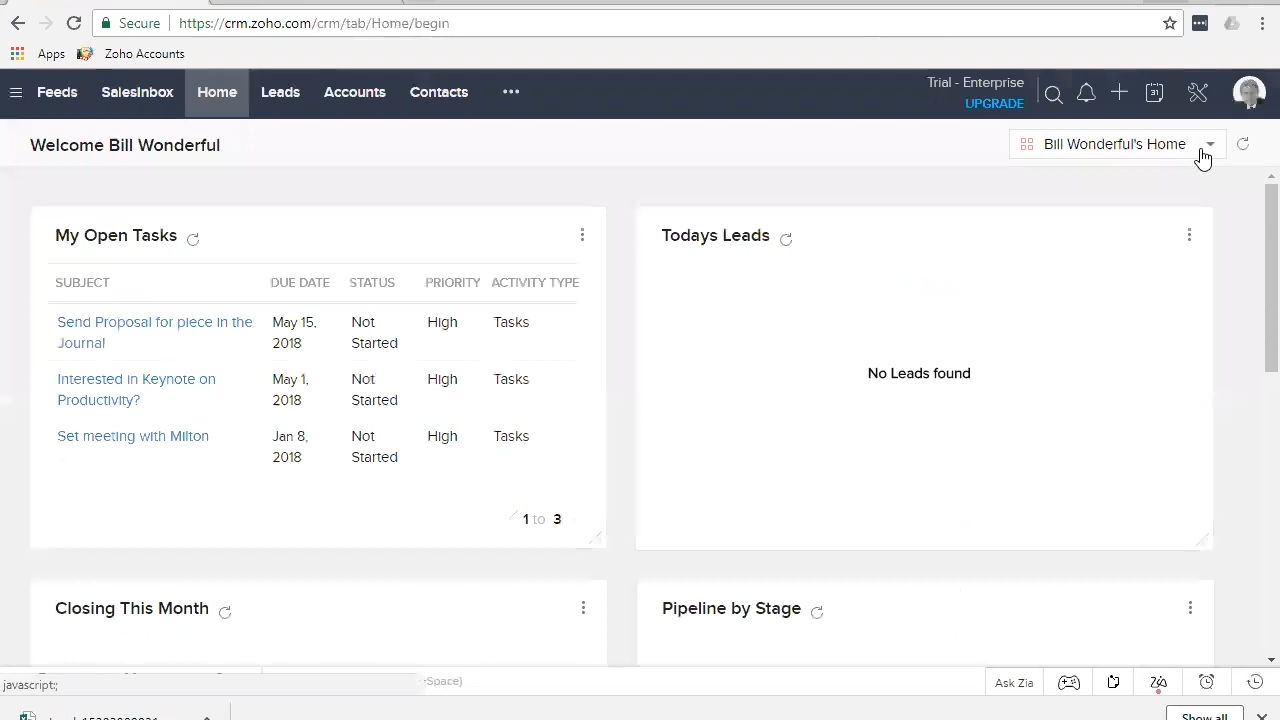 Secure https://crm.zoho.com/crm/tab/Home/begin
Apps Zoho Accounts
Feeds SalesInbox Home Leads Accounts Contacts ••• Trial - Enterprise
UPGRADE
31
Welcome Bill Wonderful
Bill Wonderful's Home
My Open Tasks
SUBJECT DUE DATE STATUS PRIORITY ACTIVITY TYPE
Send Proposal for piece in the May 15, Not High Tasks
Journal 2018 Started
Interested in Keynote on May 1, Not High Tasks
Productivity? 2018 Started
Set meeting with Milton Jan 8, Not High Tasks
2018 Started
1 to 3
Todays Leads
No Leads found
Closing This Month
Pipeline by Stage
javascript:;
Space)
Ask Zia
Show all